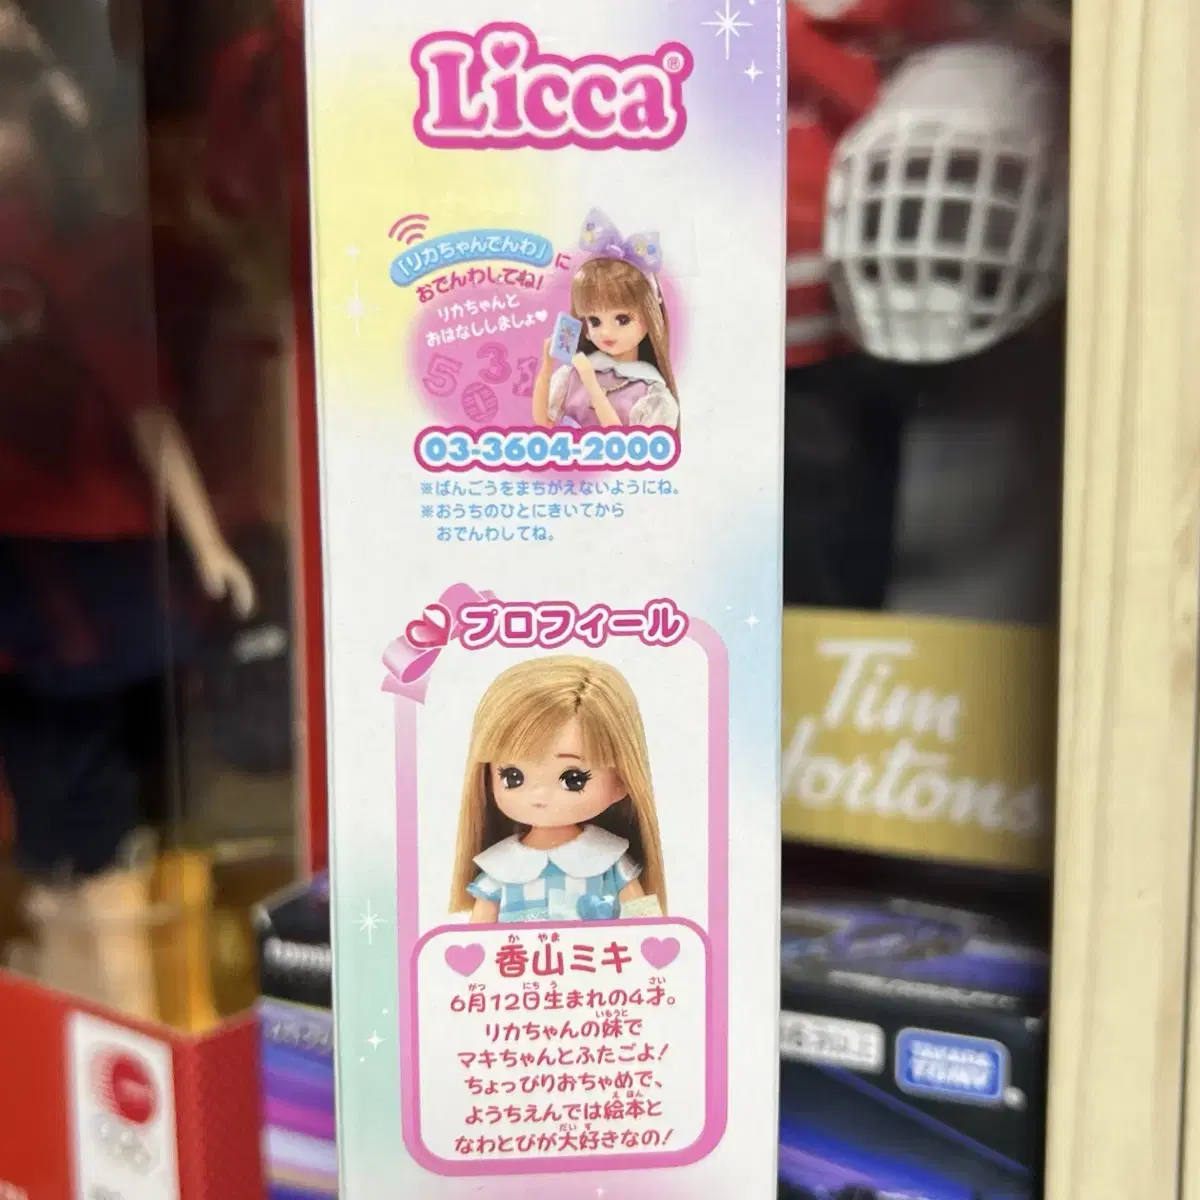 Licca®
「リカちゃんでんわ」に
おでんわしてね!
リカちゃんと
おはなししましょ♥
5 3 1
03-3604-2000
※ばんごうをまちがえないようにね。
※おうちのひとにきいてから
おでんわしてね。
プロフィール
香山ミキ
6月12日生まれの4才。
リカちゃんの妹で
マキちゃんとふたごよ!
ちょっぴりおちゃめで、
ようちえんでは絵本と
なわとびが大好きなの!
Tim
Hortons
TAKARA
TOMY